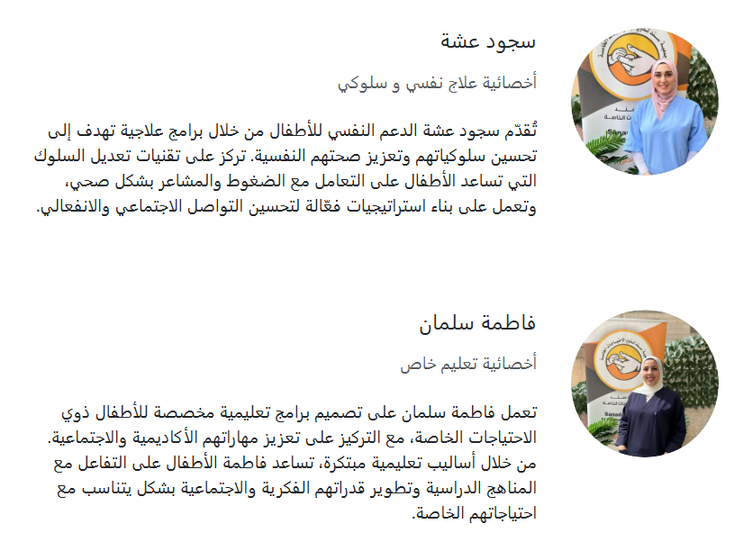 سجود عشة
أخصائية علاج نفسي و سلوكي
تُقدّم سجود عشة الدعم النفسي للأطفال من خلال برامج علاجية تهدف إلى
تحسين سلوكياتهم وتعزيز صحتهم النفسية. تركز على تقنيات تعديل السلوك
التي تساعد الأطفال على التعامل مع الضغوط والمشاعر بشكل صحي،
وتعمل على بناء استراتيجيات فعّالة لتحسين التواصل الاجتماعي والانفعالي.
فاطمة سلمان
أخصائية تعليم خاص
تعمل فاطمة سلمان على تصميم برامج تعليمية مخصصة للأطفال ذوي
الاحتياجات الخاصة، مع التركيز على تعزيز مهاراتهم الأكاديمية والاجتماعية.
من خلال أساليب تعليمية مبتكرة، تساعد فاطمة الأطفال على التفاعل مع
المناهج الدراسية وتطوير قدراتهم الفكرية والاجتماعية بشكل يتناسب مع
احتياجاتهم الخاصة.